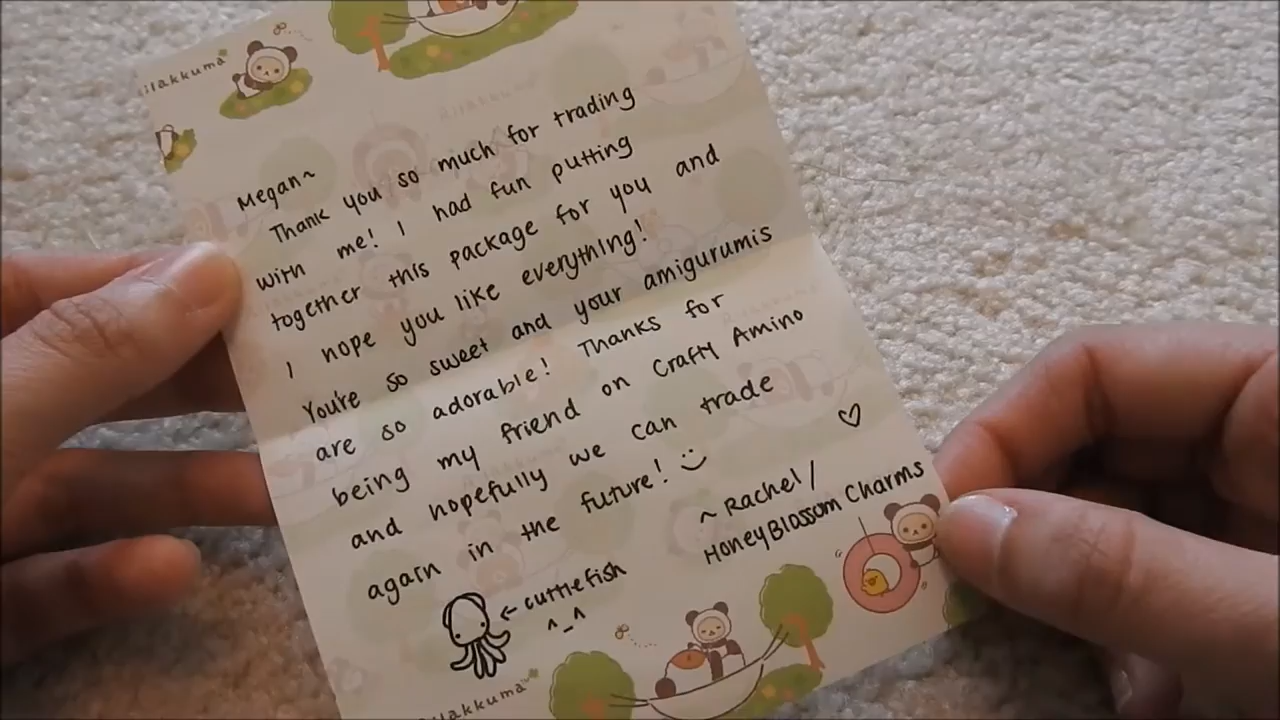 Rilakkuma
Megan~
Thank you so much for trading
with me! I had fun putting
together this package for you and
I hope you like everything!
You're so sweet and your amigurumis
are so adorable! Thanks for
being my friend on Crafty Amino
and hopefully we can trade
again in the future! :) ♡
~Rachel/
HoneyBlossom Charms
← cuttlefish
^_^
Rilakkuma